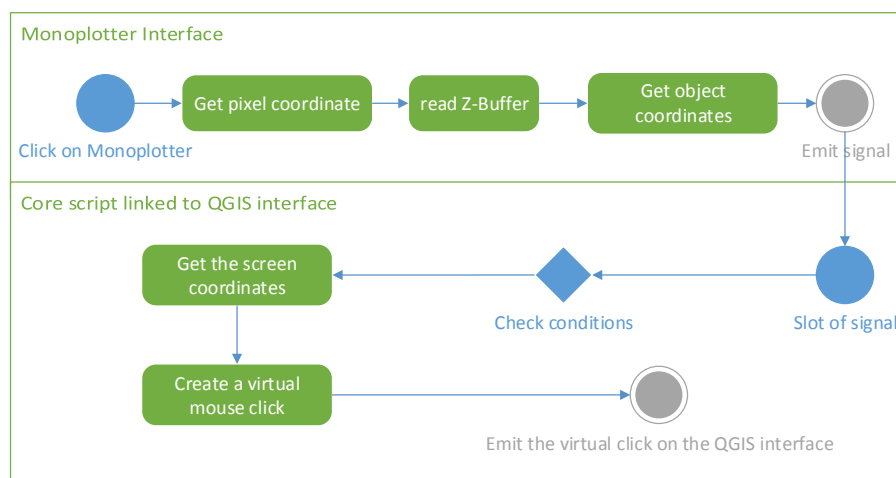 Monoplotter Interface
Get pixel coordinate
read Z-Buffer
Get object
coordinates
Click on Monoplotter
Emit signal
Core script linked to QGIS interface
Get the screen
coordinates
Check conditions
Slot of signal
Create a virtual
mouse click
Emit the virtual click on the QGIS interface